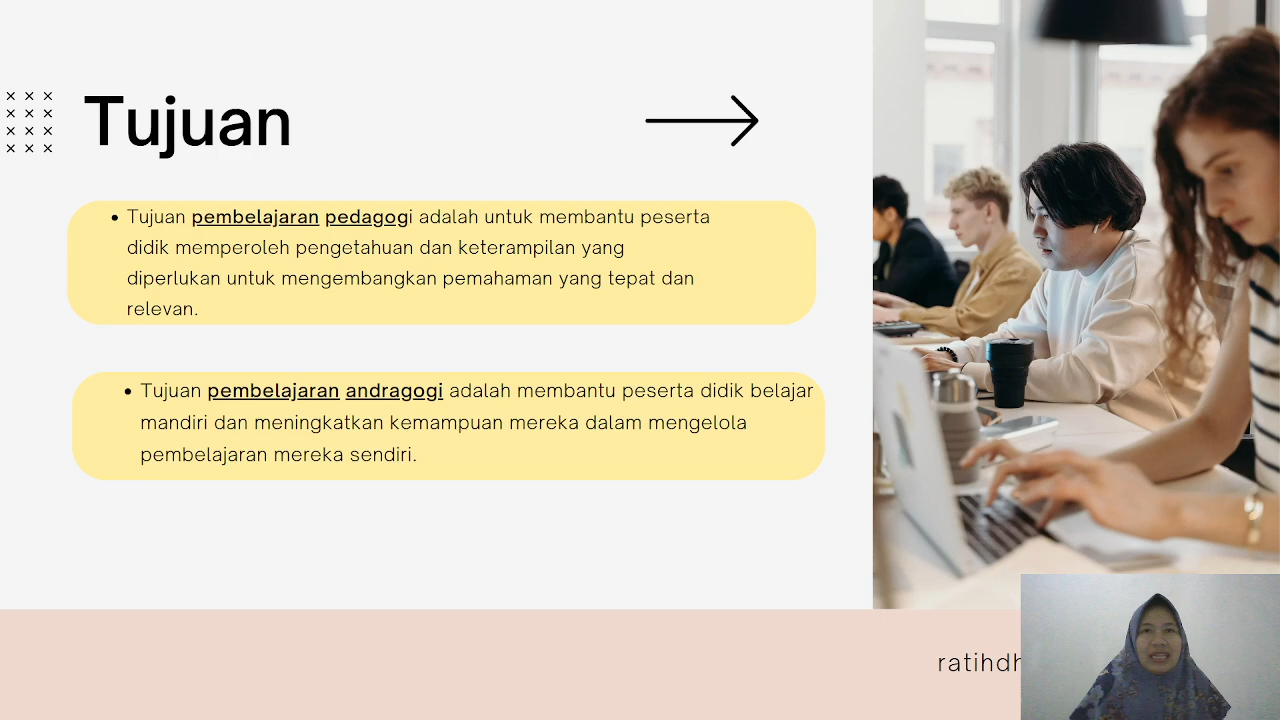 Tujuan
Tujuan pembelajaran pedagogi adalah untuk membantu peserta
didik memperoleh pengetahuan dan keterampilan yang
diperlukan untuk mengembangkan pemahaman yang tepat dan
relevan.
Tujuan pembelajaran andragogi adalah membantu peserta didik belajar
mandiri dan meningkatkan kemampuan mereka dalam mengelola
pembelajaran mereka sendiri.